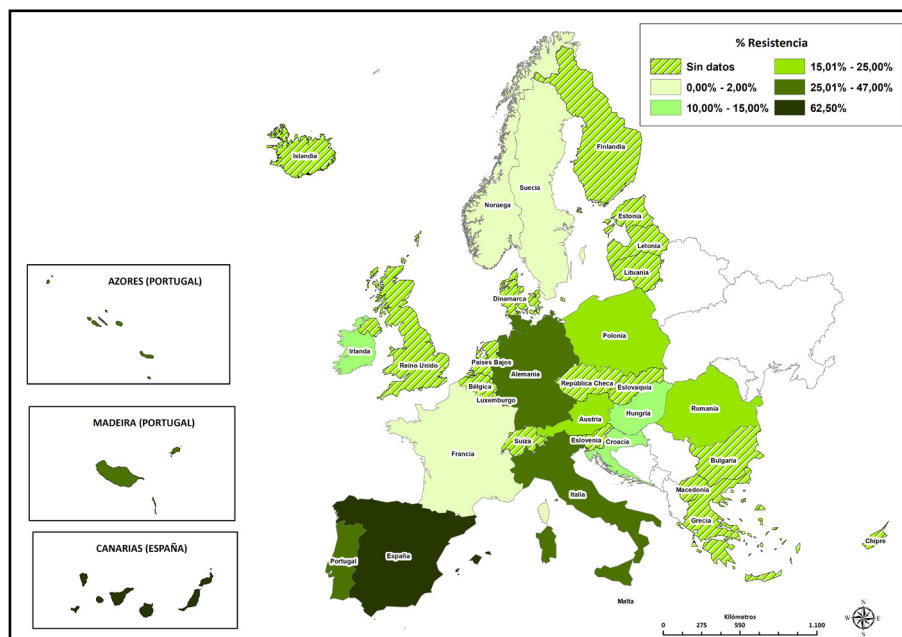 % Resistencia
Sin datos
0,00% - 2,00%
10,00% - 15,00%
15,01% - 25,00%
25,01% - 47,00%
62,50%
Islandia
Finlandia
Suecia
Noruega
Estonia
Letonia
Lituania
Dinamarca
AZORES (PORTUGAL)
Irlanda
Reino Unido
Países Bajos
Bélgica
Luxemburgo
Alemania
Polonia
República Checa
Eslovaquia
Austria
Hungría
Rumanía
Suiza
Eslovenia
Croacia
Francia
Bulgaria
MADEIRA (PORTUGAL)
Macedonia
Italia
Grecia
CANARIAS (ESPAÑA)
Portugal
España
Chipre
Malta
Kilómetros
0 275 550 1.100
N
W E
S